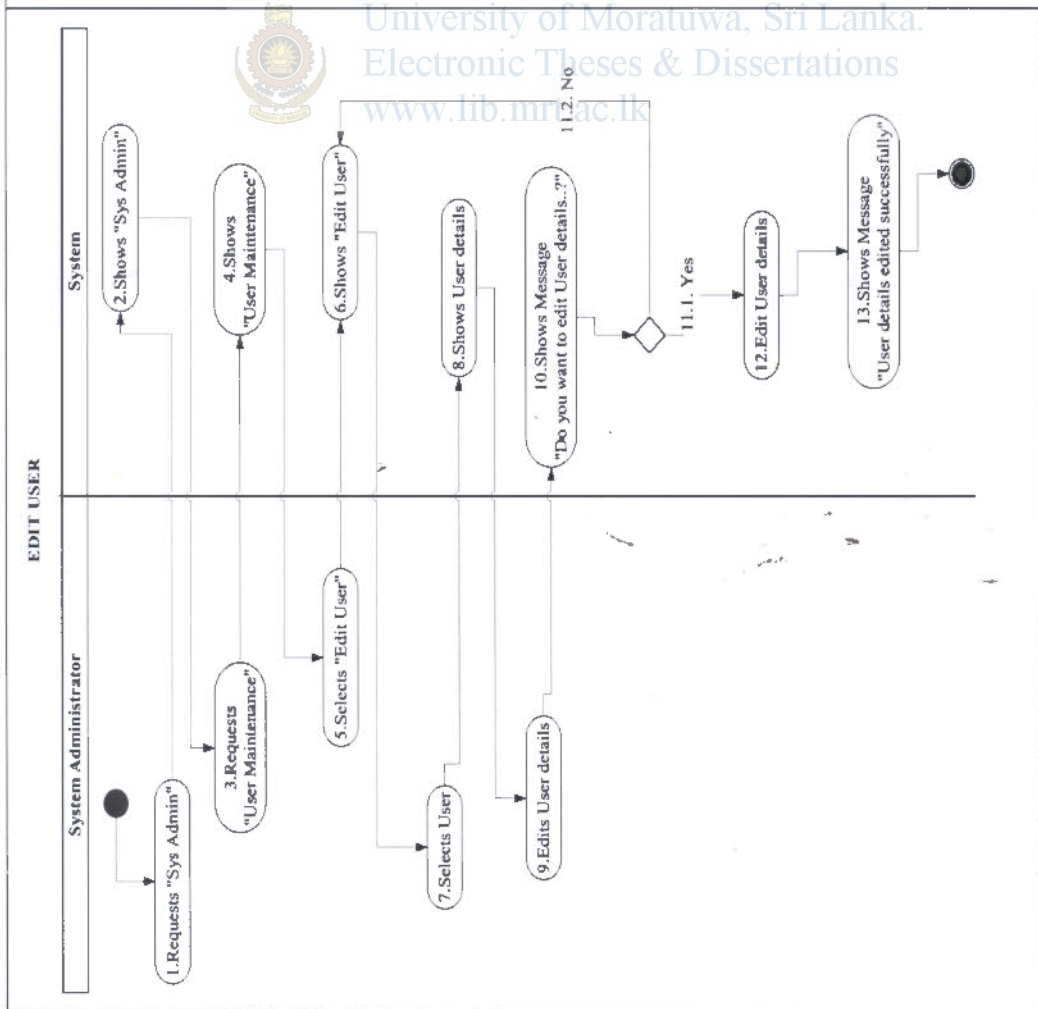 University of Moratuwa, Sri Lanka.
Electronic Theses & Dissertations
www.lib.mrt.ac.lk
EDIT USER
System Administrator
System
1.Requests "Sys Admin"
2.Shows "Sys Admin"
3.Requests
"User Maintenance"
4.Shows
"User Maintenance"
5.Selects "Edit User"
6.Shows "Edit User"
7.Selects User
8.Shows User details
9.Edits User details
10.Shows Message
"Do you want to edit User details..?"
11.1. Yes
11.2. No
12.Edit User details
13.Shows Message
"User details edited successfully"